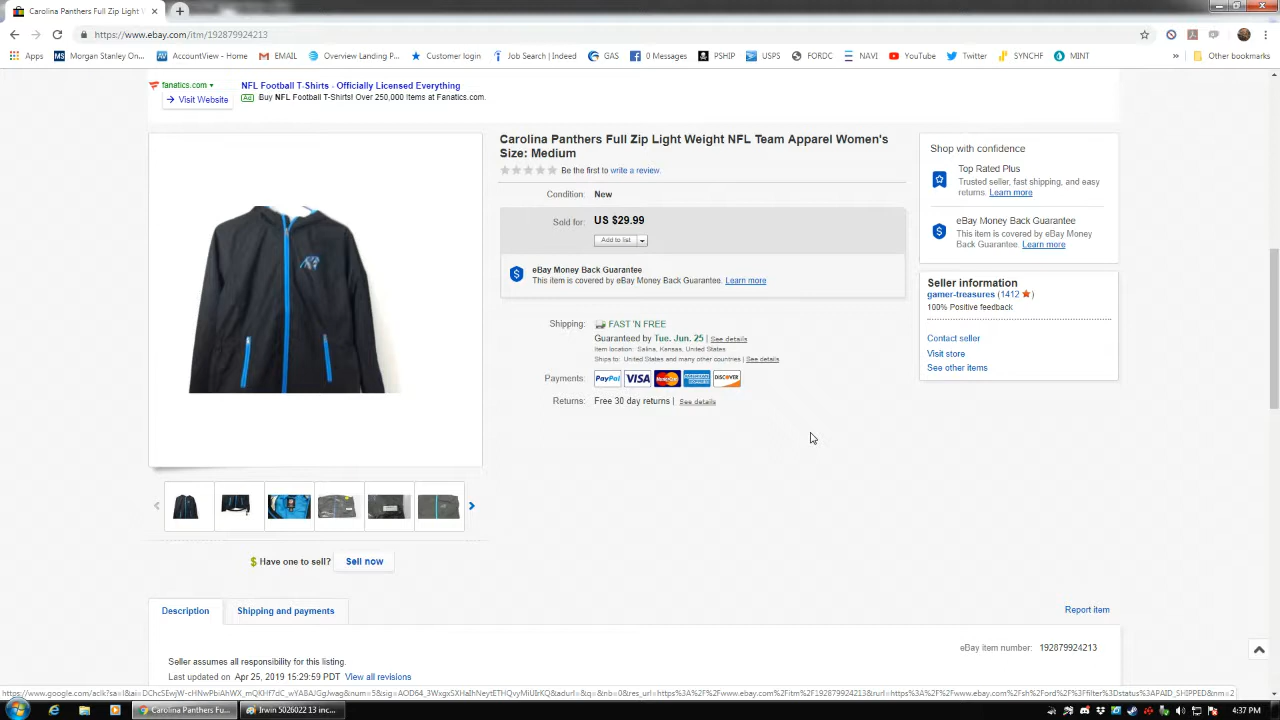 Carolina Panthers Full Zip Light W
https://www.ebay.com/itm/192879924213
Apps
Morgan Stanley On...
AccountView - Home
EMAIL
Overview Landing P...
Customer login
Job Search | Indeed
GAS
0 Messages
PSHIP
USPS
FORDC
NAVI
YouTube
Twitter
SYNCHF
MINT
»
Other bookmarks
fanatics.com
Visit Website
NFL Football T-Shirts - Officially Licensed Everything
Ad Buy NFL Football T-Shirts! Over 250,000 Items at Fanatics.com.
Carolina Panthers Full Zip Light Weight NFL Team Apparel Women's
Size: Medium
Be the first to write a review.
Condition: New
Sold for: US $29.99
Add to list
eBay Money Back Guarantee
This item is covered by eBay Money Back Guarantee. Learn more
Shipping: FAST 'N FREE
Guaranteed by Tue. Jun. 25 | See details
Item location: Salina, Kansas, United States
Ships to: United States and many other countries | See details
Payments: PayPal VISA MasterCard AMERICAN EXPRESS DISCOVER
Returns: Free 30 day returns | See details
Shop with confidence
Top Rated Plus
Trusted seller, fast shipping, and easy
returns. Learn more
eBay Money Back Guarantee
This item is covered by eBay Money
Back Guarantee. Learn more
Seller information
gamer-treasures (1412 )
100% Positive feedback
Contact seller
Visit store
See other items
$ Have one to sell? Sell now
Description
Shipping and payments
Report item
eBay item number: 192879924213
Seller assumes all responsibility for this listing.
Last updated on Apr 25, 2019 15:29:59 PDT View all revisions
Carolina Panthers Fu...
Irwin 5026022 13 inc...
4:37 PM